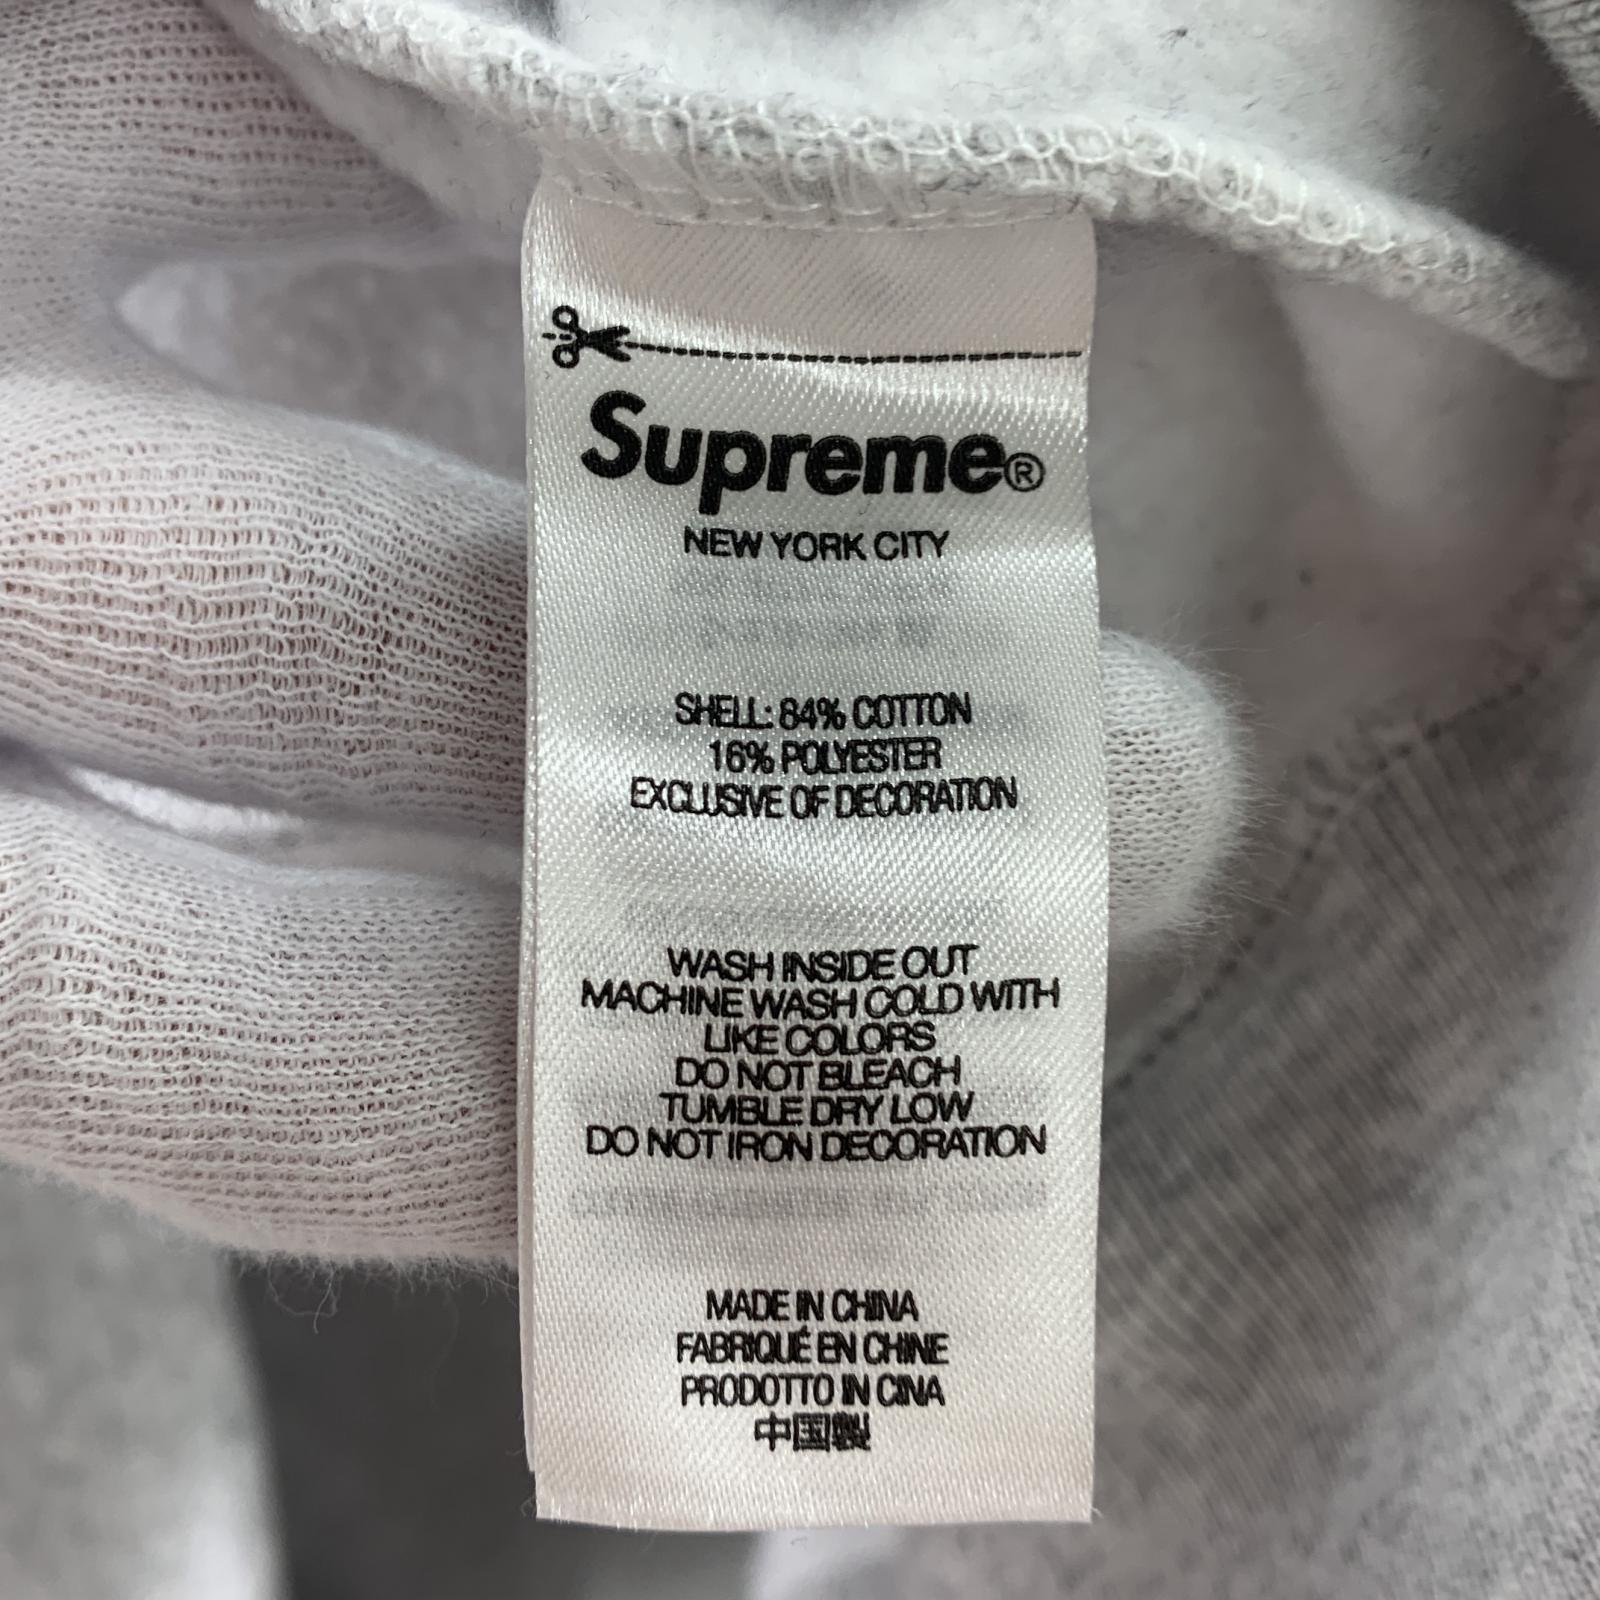 Supreme®
NEW YORK CITY
SHELL: 84% COTTON
16% POLYESTER
EXCLUSIVE OF DECORATION
WASH INSIDE OUT
MACHINE WASH COLD WITH
LIKE COLORS
DO NOT BLEACH
TUMBLE DRY LOW
DO NOT IRON DECORATION
MADE IN CHINA
FABRIQUÉ EN CHINE
PRODOTTO IN CINA
中国製